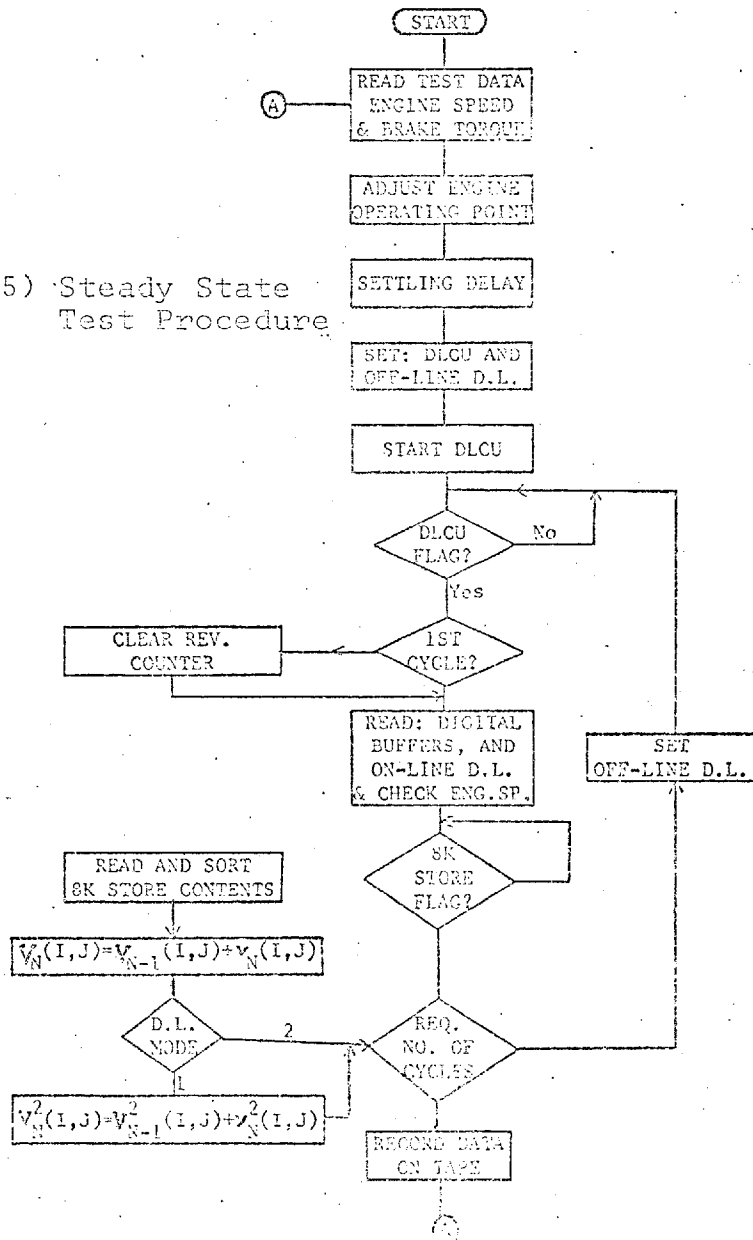 START
READ TEST DATA
ENGINE SPEED
& BRAKE TORQUE
A
ADJUST ENGINE
OPERATING POINT
5) Steady State
Test Procedure
SETTLING DELAY
SET: DLCU AND
OFF-LINE D.L.
START DLCU
DLCU
FLAG?
No
Yes
1ST
CYCLE?
CLEAR REV.
COUNTER
READ: DIGITAL
BUFFERS, AND
ON-LINE D.L.
& CHECK ENG.SP.
SET
OFF-LINE D.L.
8K
STORE
FLAG?
READ AND SORT
8K STORE CONTENTS
V_N(I,J)=V_{N-1}(I,J)+v_N(I,J)
D.L.
MODE
2
1
REQ.
NO. OF
CYCLES
V²_N(I,J)=V²_{N-1}(I,J)+v²_N(I,J)
RECORD DATA
ON TAPE
A